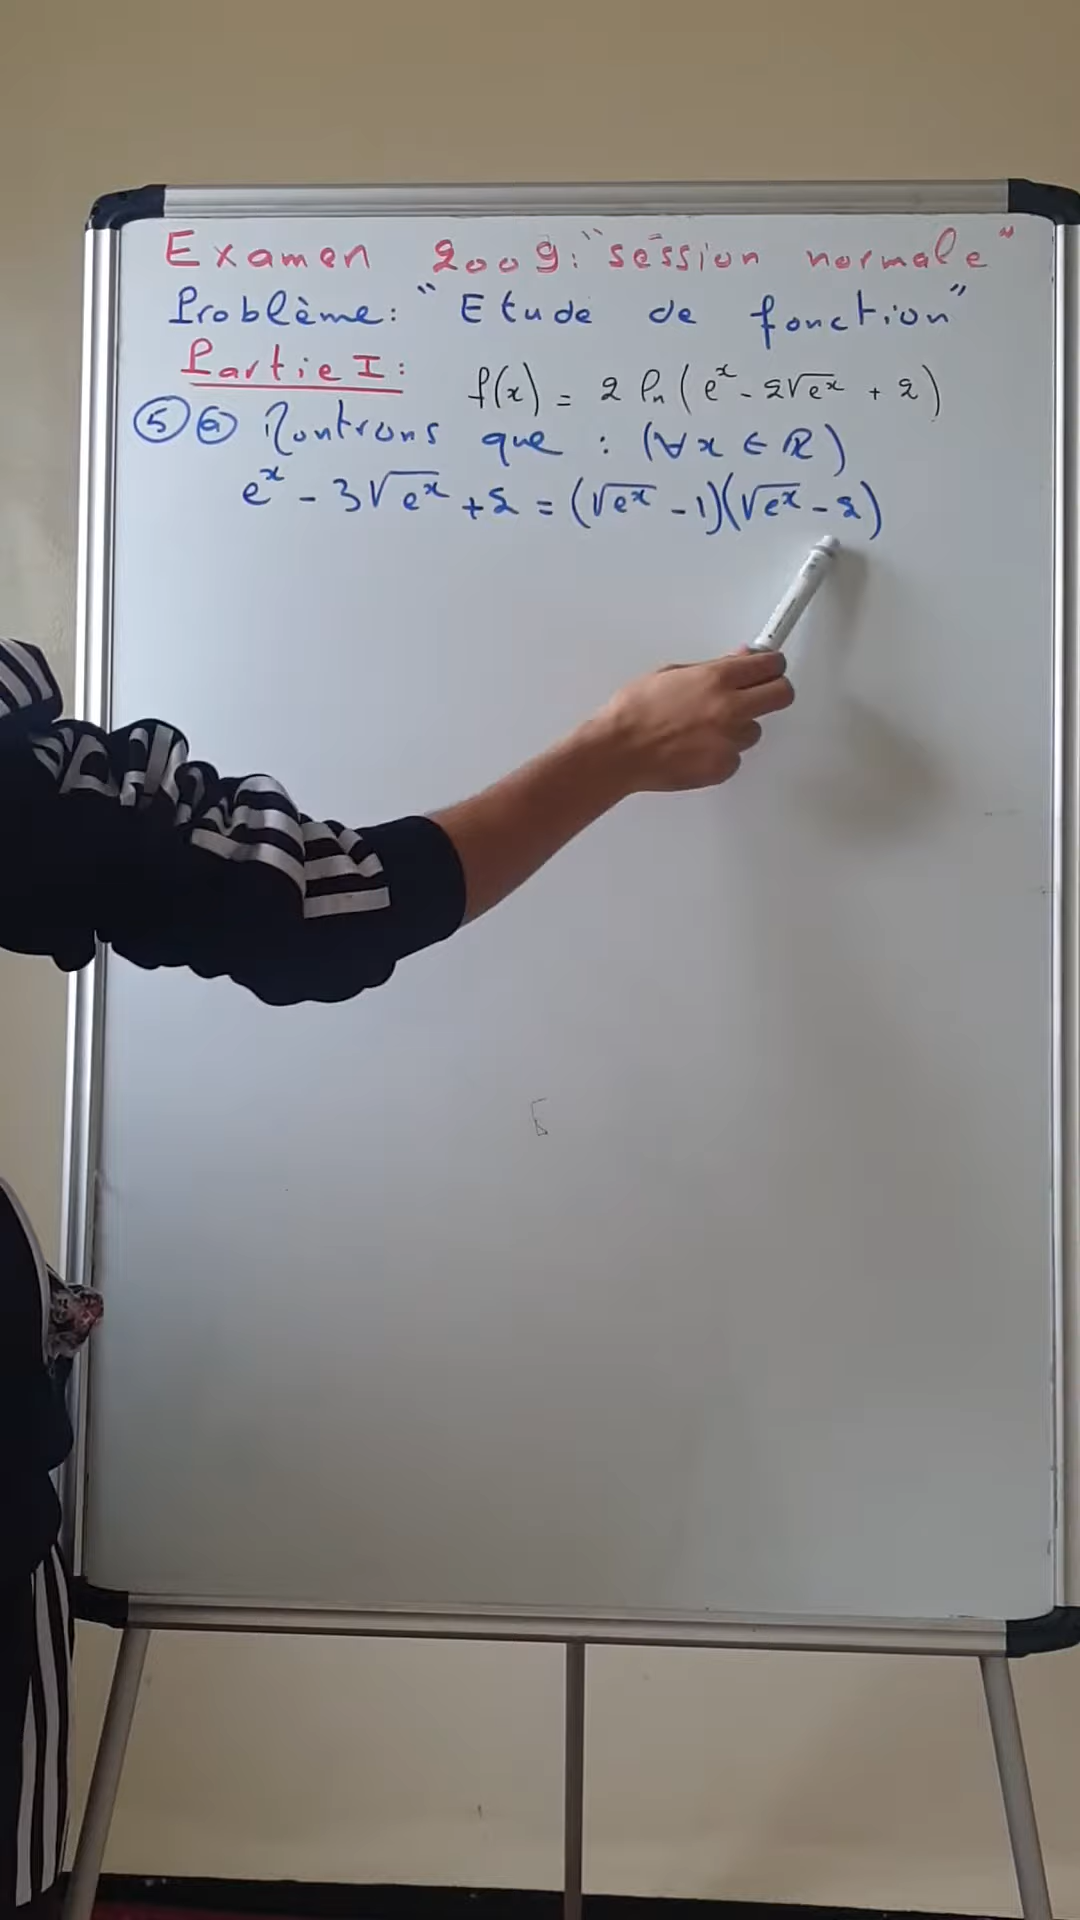 Examen 2009: "session normale"
Problème: "Etude de fonction"
Partie I:
f(x) = 2 ln(e^x - 2√e^x + 2)
5 a Montrons que : (∀x ∈ ℝ)
e^x - 3√e^x + 2 = (√e^x - 1)(√e^x - 2)